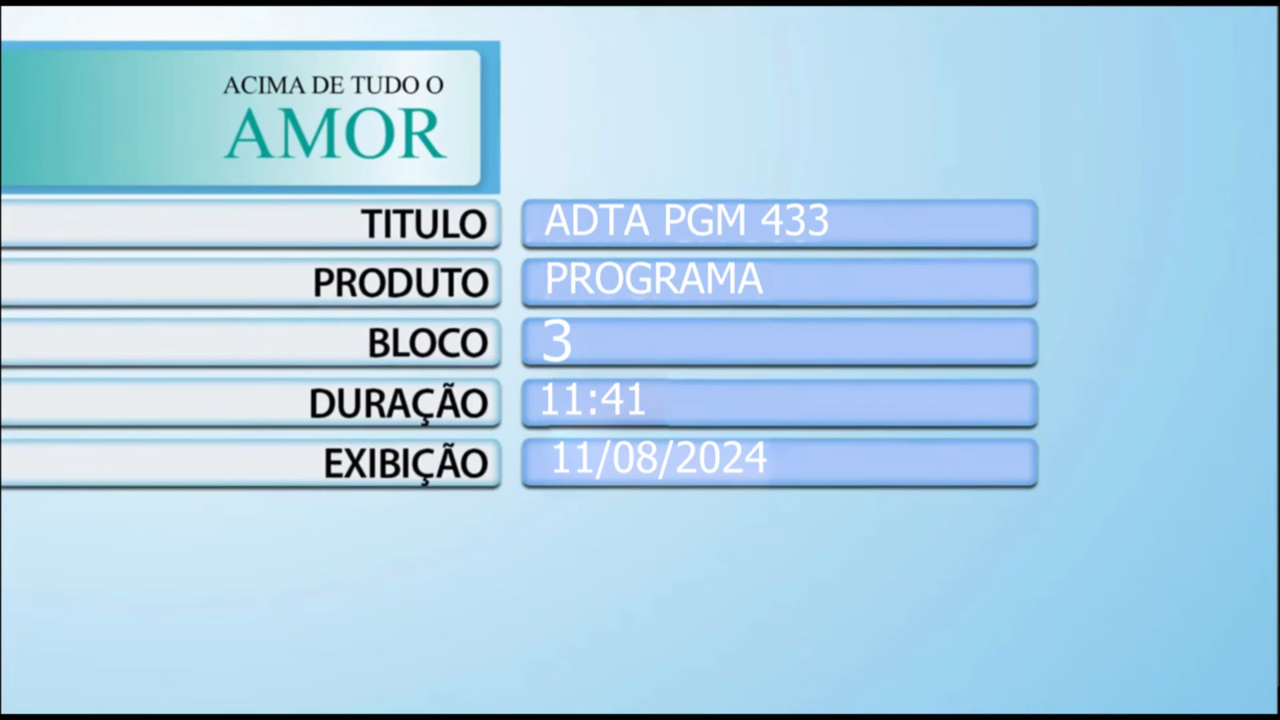 ACIMA DE TUDO O
AMOR
TITULO ADTA PGM 433
PRODUTO PROGRAMA
BLOCO 3
DURAÇÃO 11:41
EXIBIÇÃO 11/08/2024